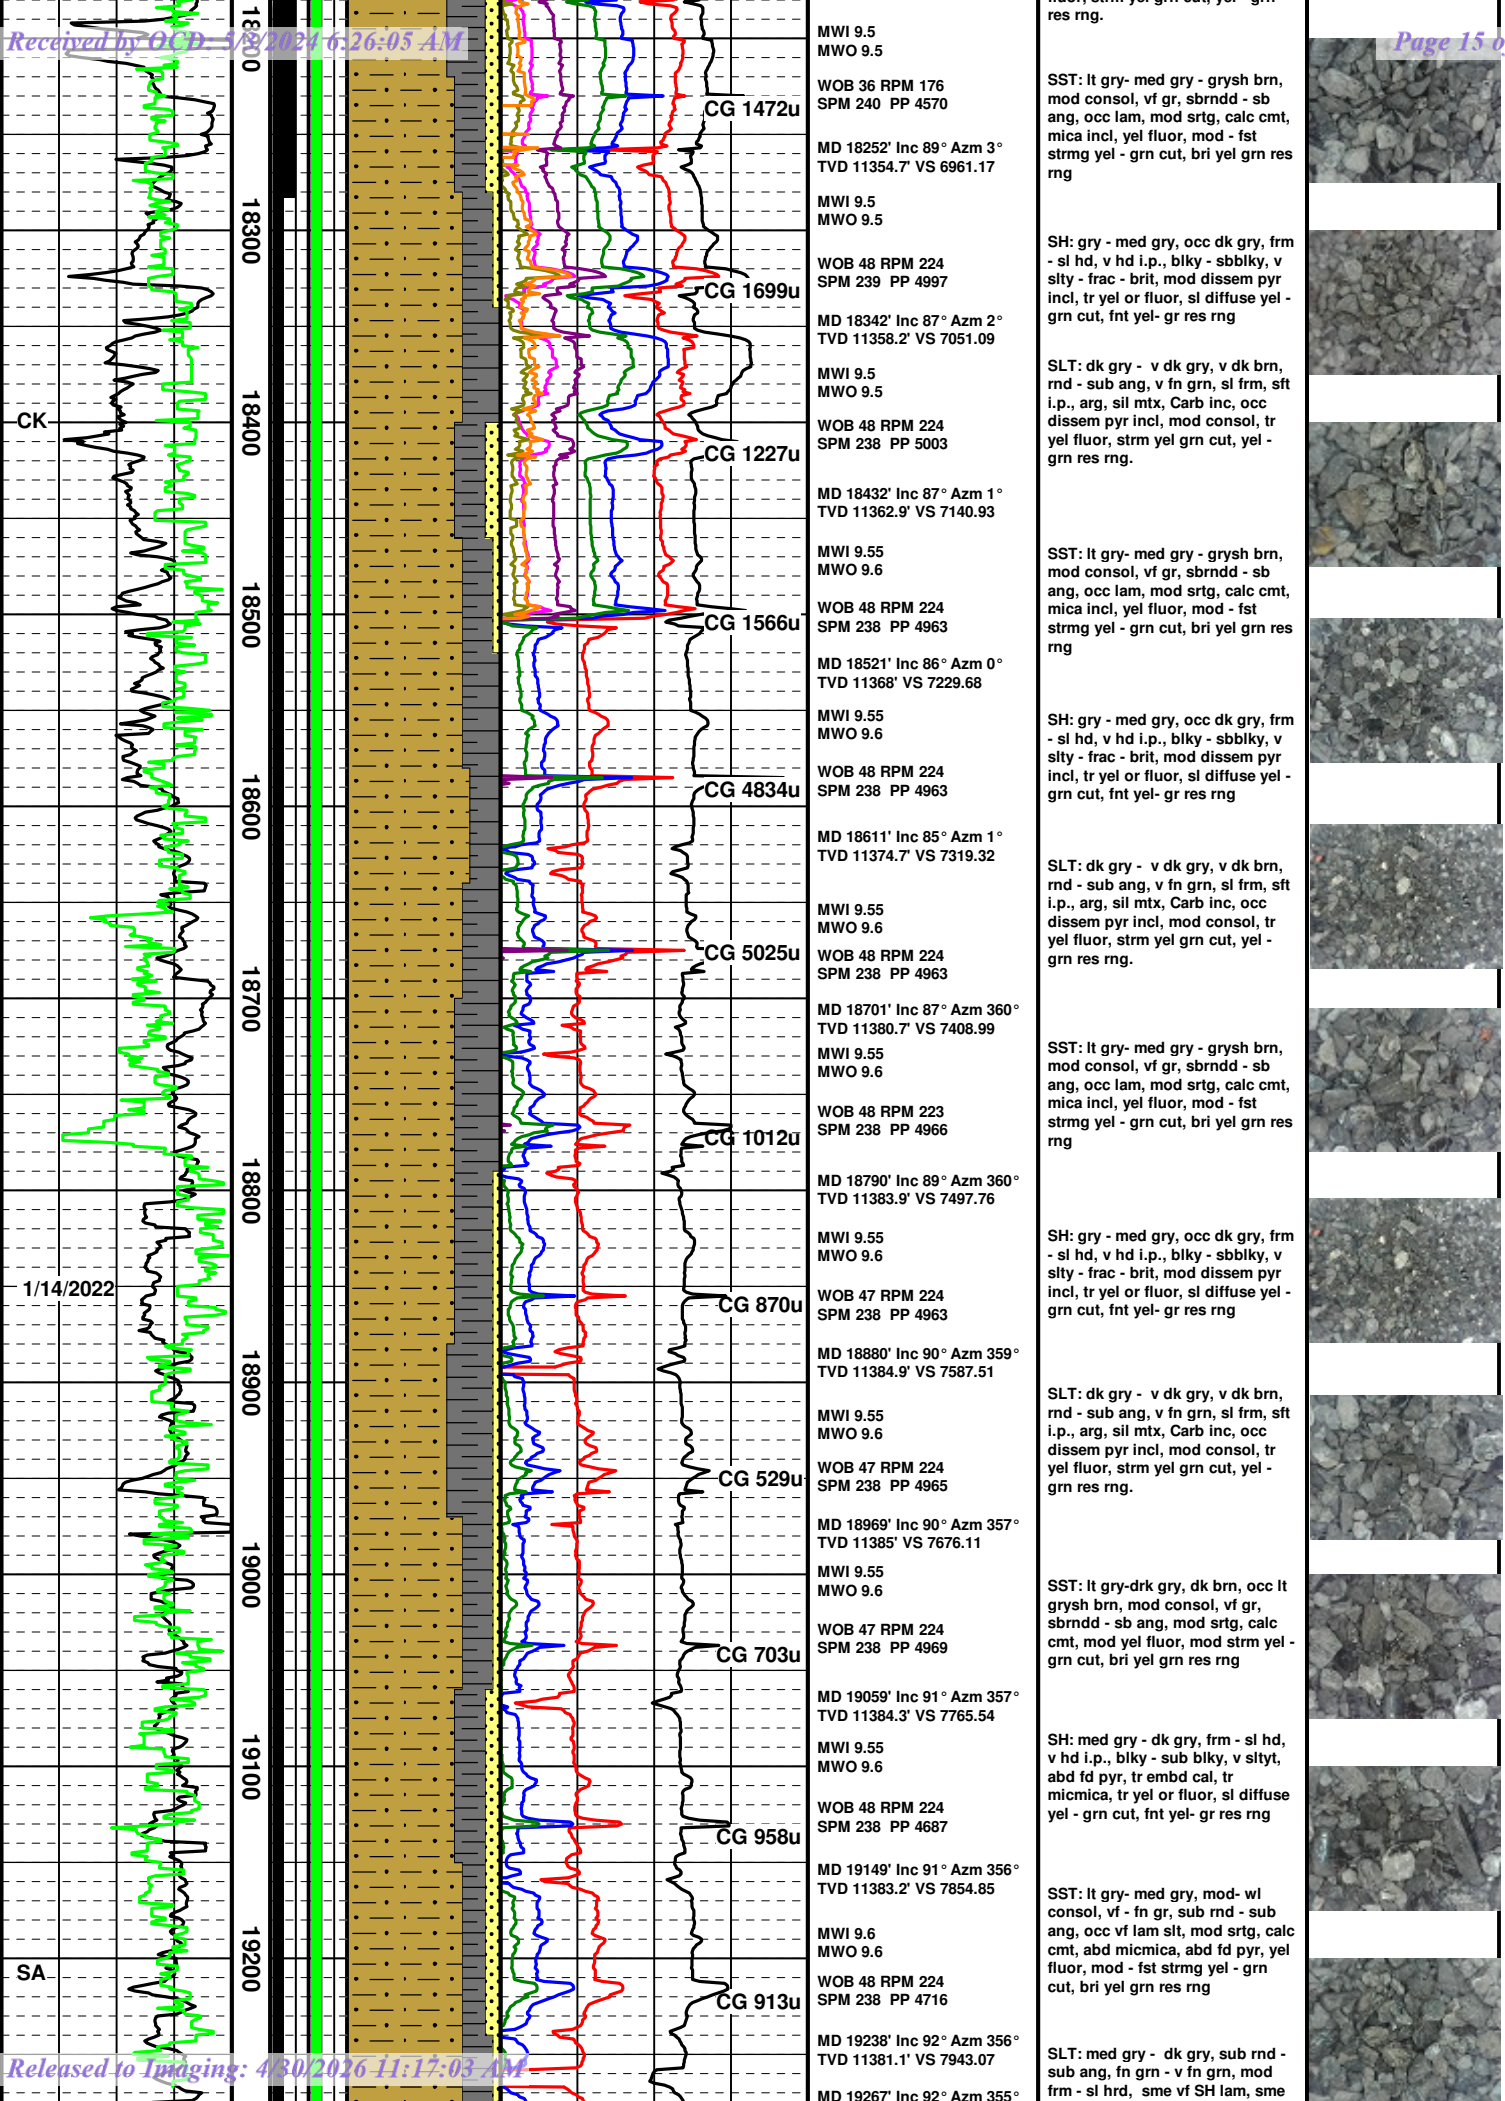 fluor, strm yel grn cut, yel - grn
res rng.
Received by OCD: 5/3/2024 6:26:05 AM
Page 15 o
MWI 9.5
MWO 9.5
WOB 36 RPM 176
SPM 240 PP 4570
CG 1472u
SST: lt gry- med gry - grysh brn,
mod consol, vf gr, sbrndd - sb
ang, occ lam, mod srtg, calc cmt,
mica incl, yel fluor, mod - fst
strmg yel - grn cut, bri yel grn res
rng
MD 18252' Inc 89° Azm 3°
TVD 11354.7' VS 6961.17
MWI 9.5
MWO 9.5
18300
SH: gry - med gry, occ dk gry, frm
- sl hd, v hd i.p., blky - sbblky, v
slty - frac - brit, mod dissem pyr
incl, tr yel or fluor, sl diffuse yel -
grn cut, fnt yel- gr res rng
WOB 48 RPM 224
SPM 239 PP 4997
CG 1699u
MD 18342' Inc 87° Azm 2°
TVD 11358.2' VS 7051.09
MWI 9.5
MWO 9.5
SLT: dk gry - v dk gry, v dk brn,
rnd - sub ang, v fn grn, sl frm, sft
i.p., arg, sil mtx, Carb inc, occ
dissem pyr incl, mod consol, tr
yel fluor, strm yel grn cut, yel -
grn res rng.
CK
18400
WOB 48 RPM 224
SPM 238 PP 5003
CG 1227u
MD 18432' Inc 87° Azm 1°
TVD 11362.9' VS 7140.93
MWI 9.55
MWO 9.6
SST: lt gry- med gry - grysh brn,
mod consol, vf gr, sbrndd - sb
ang, occ lam, mod srtg, calc cmt,
mica incl, yel fluor, mod - fst
strmg yel - grn cut, bri yel grn res
rng
18500
WOB 48 RPM 224
SPM 238 PP 4963
CG 1566u
MD 18521' Inc 86° Azm 0°
TVD 11368' VS 7229.68
MWI 9.55
MWO 9.6
SH: gry - med gry, occ dk gry, frm
- sl hd, v hd i.p., blky - sbblky, v
slty - frac - brit, mod dissem pyr
incl, tr yel or fluor, sl diffuse yel -
grn cut, fnt yel- gr res rng
WOB 48 RPM 224
SPM 238 PP 4963
CG 4834u
18600
MD 18611' Inc 85° Azm 1°
TVD 11374.7' VS 7319.32
SLT: dk gry - v dk gry, v dk brn,
rnd - sub ang, v fn grn, sl frm, sft
i.p., arg, sil mtx, Carb inc, occ
dissem pyr incl, mod consol, tr
yel fluor, strm yel grn cut, yel -
grn res rng.
MWI 9.55
MWO 9.6
CG 5025u
WOB 48 RPM 224
SPM 238 PP 4963
18700
MD 18701' Inc 87° Azm 360°
TVD 11380.7' VS 7408.99
MWI 9.55
MWO 9.6
SST: lt gry- med gry - grysh brn,
mod consol, vf gr, sbrndd - sb
ang, occ lam, mod srtg, calc cmt,
mica incl, yel fluor, mod - fst
strmg yel - grn cut, bri yel grn res
rng
WOB 48 RPM 223
SPM 238 PP 4966
CG 1012u
18800
MD 18790' Inc 89° Azm 360°
TVD 11383.9' VS 7497.76
MWI 9.55
MWO 9.6
SH: gry - med gry, occ dk gry, frm
- sl hd, v hd i.p., blky - sbblky, v
slty - frac - brit, mod dissem pyr
incl, tr yel or fluor, sl diffuse yel -
grn cut, fnt yel- gr res rng
1/14/2022
WOB 47 RPM 224
SPM 238 PP 4963
CG 870u
MD 18880' Inc 90° Azm 359°
TVD 11384.9' VS 7587.51
18900
MWI 9.55
MWO 9.6
SLT: dk gry - v dk gry, v dk brn,
rnd - sub ang, v fn grn, sl frm, sft
i.p., arg, sil mtx, Carb inc, occ
dissem pyr incl, mod consol, tr
yel fluor, strm yel grn cut, yel -
grn res rng.
WOB 47 RPM 224
SPM 238 PP 4965
CG 529u
MD 18969' Inc 90° Azm 357°
TVD 11385' VS 7676.11
19000
MWI 9.55
MWO 9.6
SST: lt gry-drk gry, dk brn, occ lt
grysh brn, mod consol, vf gr,
sbrndd - sb ang, mod srtg, calc
cmt, mod yel fluor, mod strm yel -
grn cut, bri yel grn res rng
WOB 47 RPM 224
SPM 238 PP 4969
CG 703u
MD 19059' Inc 91° Azm 357°
TVD 11384.3' VS 7765.54
MWI 9.55
MWO 9.6
SH: med gry - dk gry, frm - sl hd,
v hd i.p., blky - sub blky, v sltyt,
abd fd pyr, tr embd cal, tr
micmica, tr yel or fluor, sl diffuse
yel - grn cut, fnt yel- gr res rng
19100
WOB 48 RPM 224
SPM 238 PP 4687
CG 958u
MD 19149' Inc 91° Azm 356°
TVD 11383.2' VS 7854.85
SST: lt gry- med gry, mod- wl
consol, vf - fn gr, sub rnd - sub
ang, occ vf lam slt, mod srtg, calc
cmt, abd micmica, abd fd pyr, yel
fluor, mod - fst strmg yel - grn
cut, bri yel grn res rng
MWI 9.6
MWO 9.6
SA
19200
WOB 48 RPM 224
SPM 238 PP 4716
CG 913u
MD 19238' Inc 92° Azm 356°
TVD 11381.1' VS 7943.07
SLT: med gry - dk gry, sub rnd -
sub ang, fn grn - v fn grn, mod
frm - sl hrd, sme vf SH lam, sme
Released to Imaging: 4/30/2026 11:17:03 AM
MD 19267' Inc 92° Azm 355°